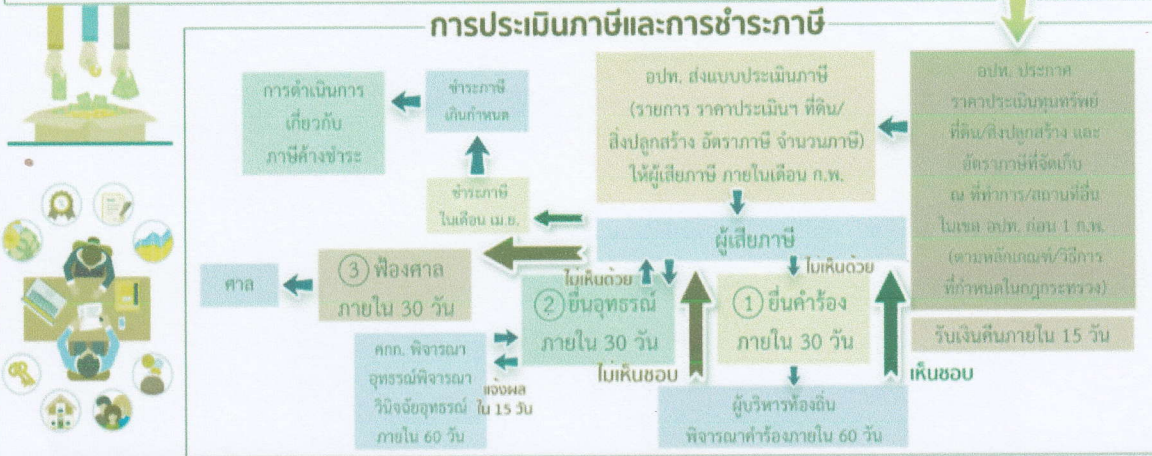 การประเมินภาษีและการชำระภาษี
อปท. ประกาศ
ราคาประเมินทุนทรัพย์
ที่ดิน/สิ่งปลูกสร้าง และ
อัตราภาษีที่จัดเก็บ
ณ ที่ทำการ/สถานที่อื่น
ในเขต อปท. ก่อน 1 ก.พ.
(ตามหลักเกณฑ์/วิธีการ
ที่กำหนดในกฎกระทรวง)
อปท. ส่งแบบประเมินภาษี
(รายการ ราคาประเมินฯ ที่ดิน/
สิ่งปลูกสร้าง อัตราภาษี จำนวนภาษี)
ให้ผู้เสียภาษี ภายในเดือน ก.พ.
ชำระภาษี
เกินกำหนด
การดำเนินการ
เกี่ยวกับ
ภาษีค้างชำระ
ชำระภาษี
ในเดือน เม.ย.
ผู้เสียภาษี
ไม่เห็นด้วย
ไม่เห็นด้วย
① ยื่นคำร้อง
ภายใน 30 วัน
② ยื่นอุทธรณ์
ภายใน 30 วัน
③ ฟ้องศาล
ภายใน 30 วัน
ศาล
รับเงินคืนภายใน 15 วัน
เห็นชอบ
ไม่เห็นชอบ
ผู้บริหารท้องถิ่น
พิจารณาคำร้องภายใน 60 วัน
ศกก. พิจารณา
อุทธรณ์พิจารณา
วินิจฉัยอุทธรณ์
ภายใน 60 วัน
แจ้งผล
ใน 15 วัน